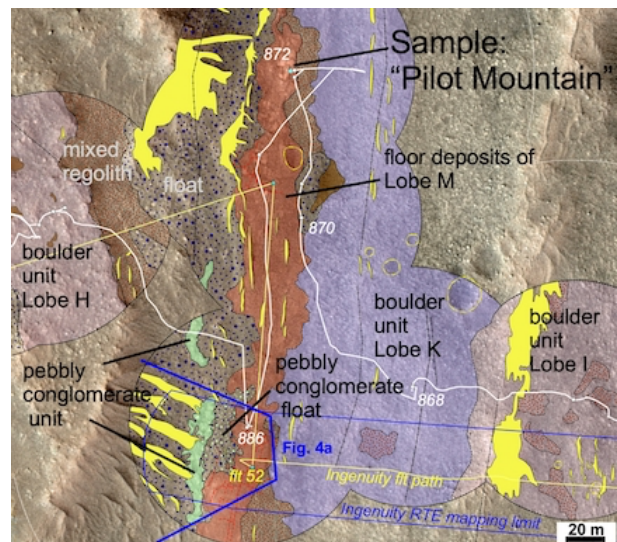 872
Sample:
"Pilot Mountain"
mixed
regolith
float
floor deposits of
Lobe M
870
boulder
unit
Lobe H
boulder
unit
Lobe K
boulder
unit
Lobe I
pebbly
conglomerate
unit
pebbly
conglomerate
float
868
886
Fig. 4a
flt 52
Ingenuity flt path
Ingenuity RTE mapping limit
20 m